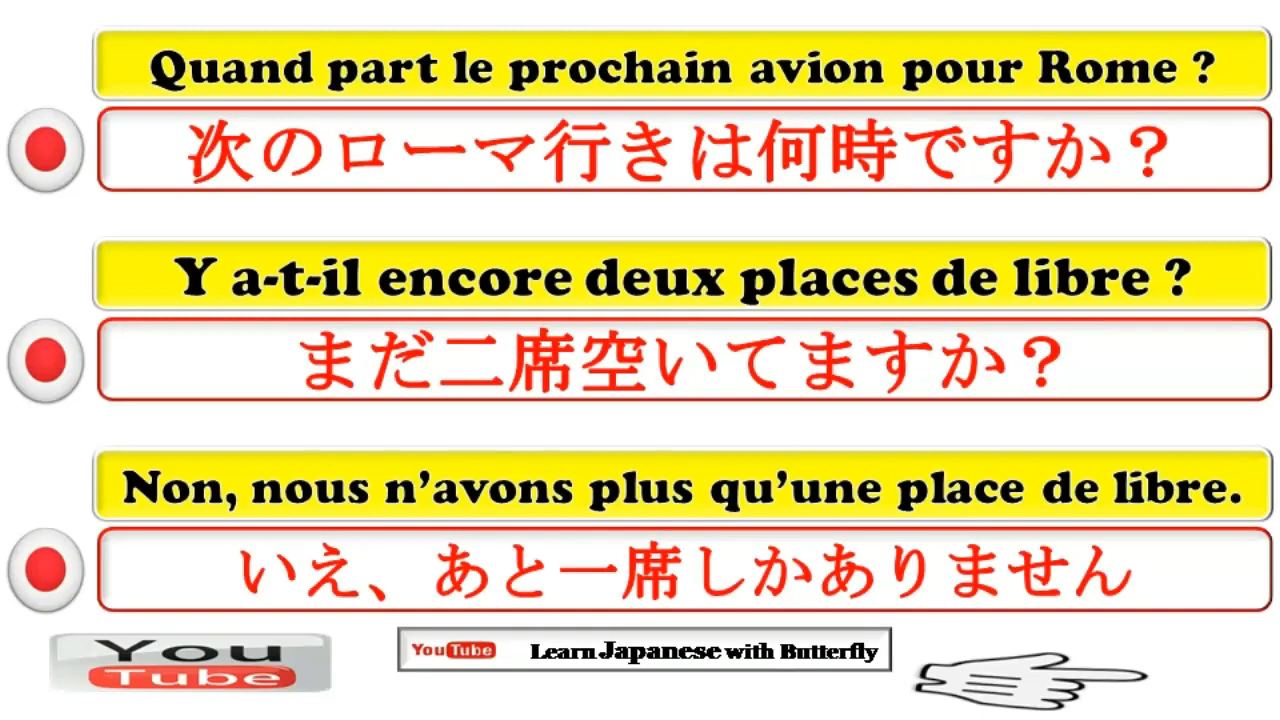 Quand part le prochain avion pour Rome ?
次のローマ行きは何時ですか？
Y a-t-il encore deux places de libre ?
まだ二席空いてますか？
Non, nous n’avons plus qu’une place de libre.
いえ、あと一席しかありません
You
Tube
YouTube Learn Japanese with Butterfly